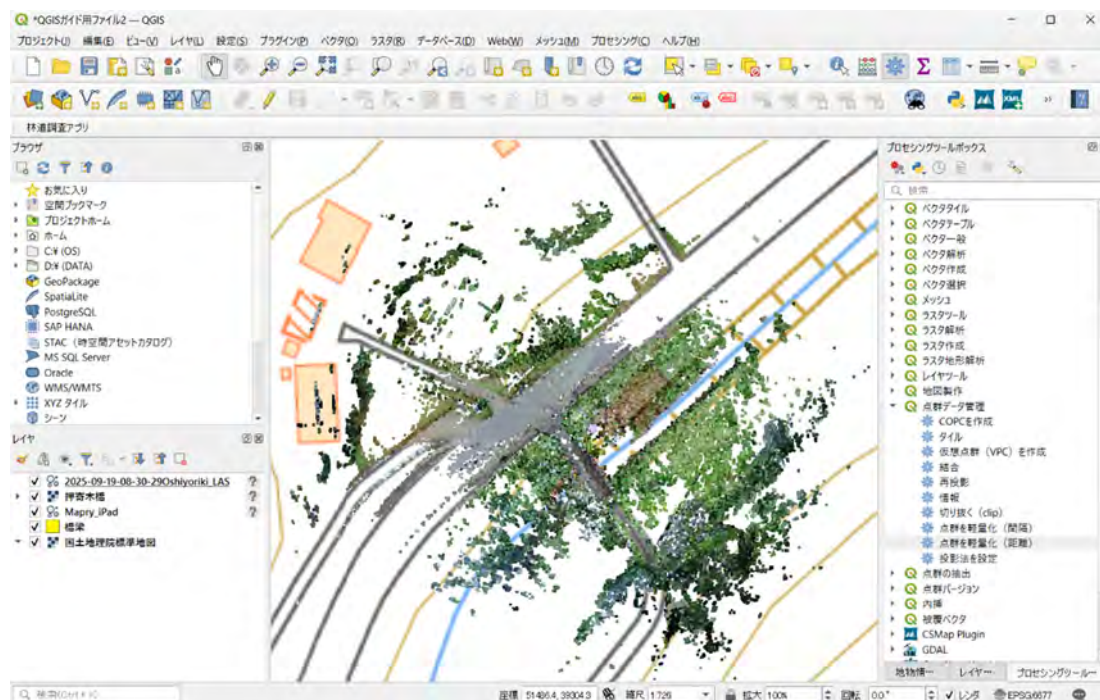 *QGISガイド用ファイル2 — QGIS
プロジェクト(J) 編集(E) ビュー(V) レイヤ(L) 設定(S) プラグイン(P) ベクタ(O) ラスタ(R) データベース(D) Web(W) メッシュ(M) プロセシング(C) ヘルプ(H)
林道調査アプリ
ブラウザ
お気に入り
空間ブックマーク
プロジェクトホーム
ホーム
C:¥ (OS)
D:¥ (DATA)
GeoPackage
SpatiaLite
PostgreSQL
SAP HANA
STAC（時空間アセットカタログ）
MS SQL Server
Oracle
WMS/WMTS
XYZ タイル
シーン
レイヤ
2025-09-19-08-30-29Oshiyoriki_LAS
押寄木橋
Mapry_iPad
橋梁
国土地理院標準地図
プロセシングツールボックス
検索...
ベクタタイル
ベクタテーブル
ベクタ一般
ベクタ解析
ベクタ作成
ベクタ選択
メッシュ
ラスタツール
ラスタ解析
ラスタ作成
ラスタ地形解析
レイヤツール
地図製作
点群データ管理
COPCを作成
タイル
仮想点群（VPC）を作成
結合
再投影
情報
切り抜く（clip）
点群を軽量化（間隔）
点群を軽量化（距離）
投影法を設定
点群の抽出
点群バージョン
内挿
被覆ベクタ
CSMap Plugin
GDAL
地物情… レイヤー… プロセシングツール…
検索(Ctrl + K) 座標 51486.4,39304.3 縮尺 1:726 拡大 100% 回転 0.0° レンダ EPSG:6677